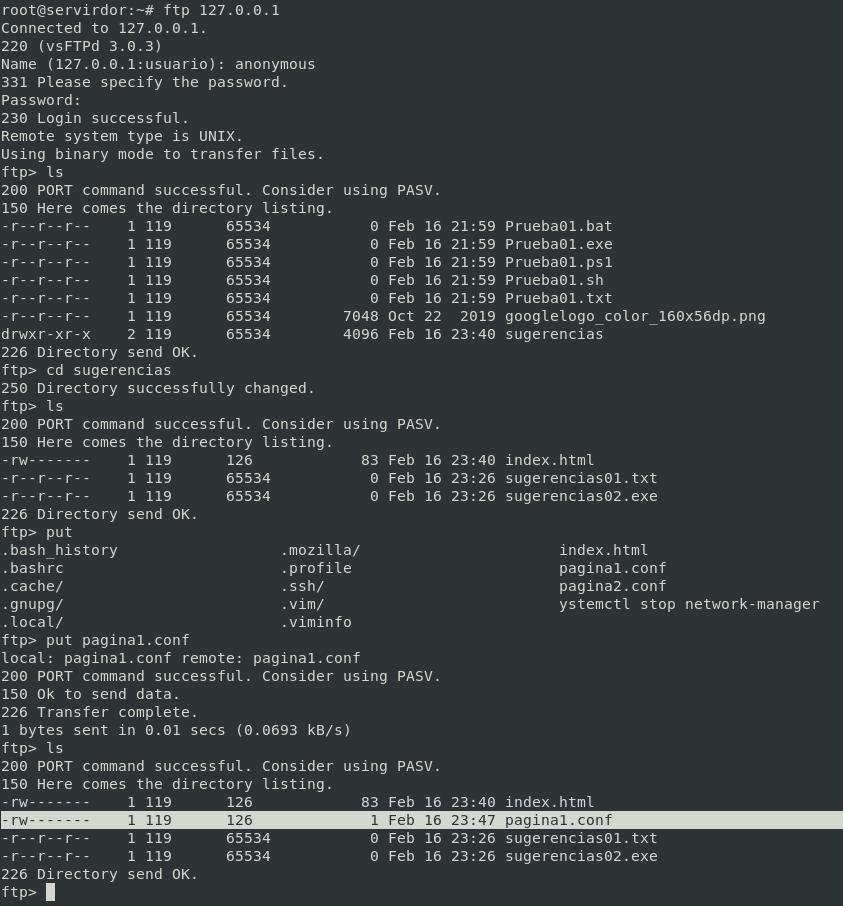 root@servirdor:~# ftp 127.0.0.1
Connected to 127.0.0.1.
220 (vsFTPd 3.0.3)
Name (127.0.0.1:usuario): anonymous
331 Please specify the password.
Password:
230 Login successful.
Remote system type is UNIX.
Using binary mode to transfer files.
ftp> ls
200 PORT command successful. Consider using PASV.
150 Here comes the directory listing.
-r--r--r--    1 119      65534           0 Feb 16 21:59 Prueba01.bat
-r--r--r--    1 119      65534           0 Feb 16 21:59 Prueba01.exe
-r--r--r--    1 119      65534           0 Feb 16 21:59 Prueba01.ps1
-r--r--r--    1 119      65534           0 Feb 16 21:59 Prueba01.sh
-r--r--r--    1 119      65534           0 Feb 16 21:59 Prueba01.txt
-r--r--r--    1 119      65534        7048 Oct 22  2019 googlelogo_color_160x56dp.png
drwxr-xr-x    2 119      65534        4096 Feb 16 23:40 sugerencias
226 Directory send OK.
ftp> cd sugerencias
250 Directory successfully changed.
ftp> ls
200 PORT command successful. Consider using PASV.
150 Here comes the directory listing.
-rw-------    1 119      126            83 Feb 16 23:40 index.html
-r--r--r--    1 119      65534           0 Feb 16 23:26 sugerencias01.txt
-r--r--r--    1 119      65534           0 Feb 16 23:26 sugerencias02.exe
226 Directory send OK.
ftp> put
.bash_history                  .mozilla/                      index.html
.bashrc                        .profile                       pagina1.conf
.cache/                        .ssh/                          pagina2.conf
.gnupg/                        .vim/                          ystemctl stop network-manager
.local/                        .viminfo
ftp> put pagina1.conf
local: pagina1.conf remote: pagina1.conf
200 PORT command successful. Consider using PASV.
150 Ok to send data.
226 Transfer complete.
1 bytes sent in 0.01 secs (0.0693 kB/s)
ftp> ls
200 PORT command successful. Consider using PASV.
150 Here comes the directory listing.
-rw-------    1 119      126            83 Feb 16 23:40 index.html
-rw-------    1 119      126             1 Feb 16 23:47 pagina1.conf
-r--r--r--    1 119      65534           0 Feb 16 23:26 sugerencias01.txt
-r--r--r--    1 119      65534           0 Feb 16 23:26 sugerencias02.exe
226 Directory send OK.
ftp>